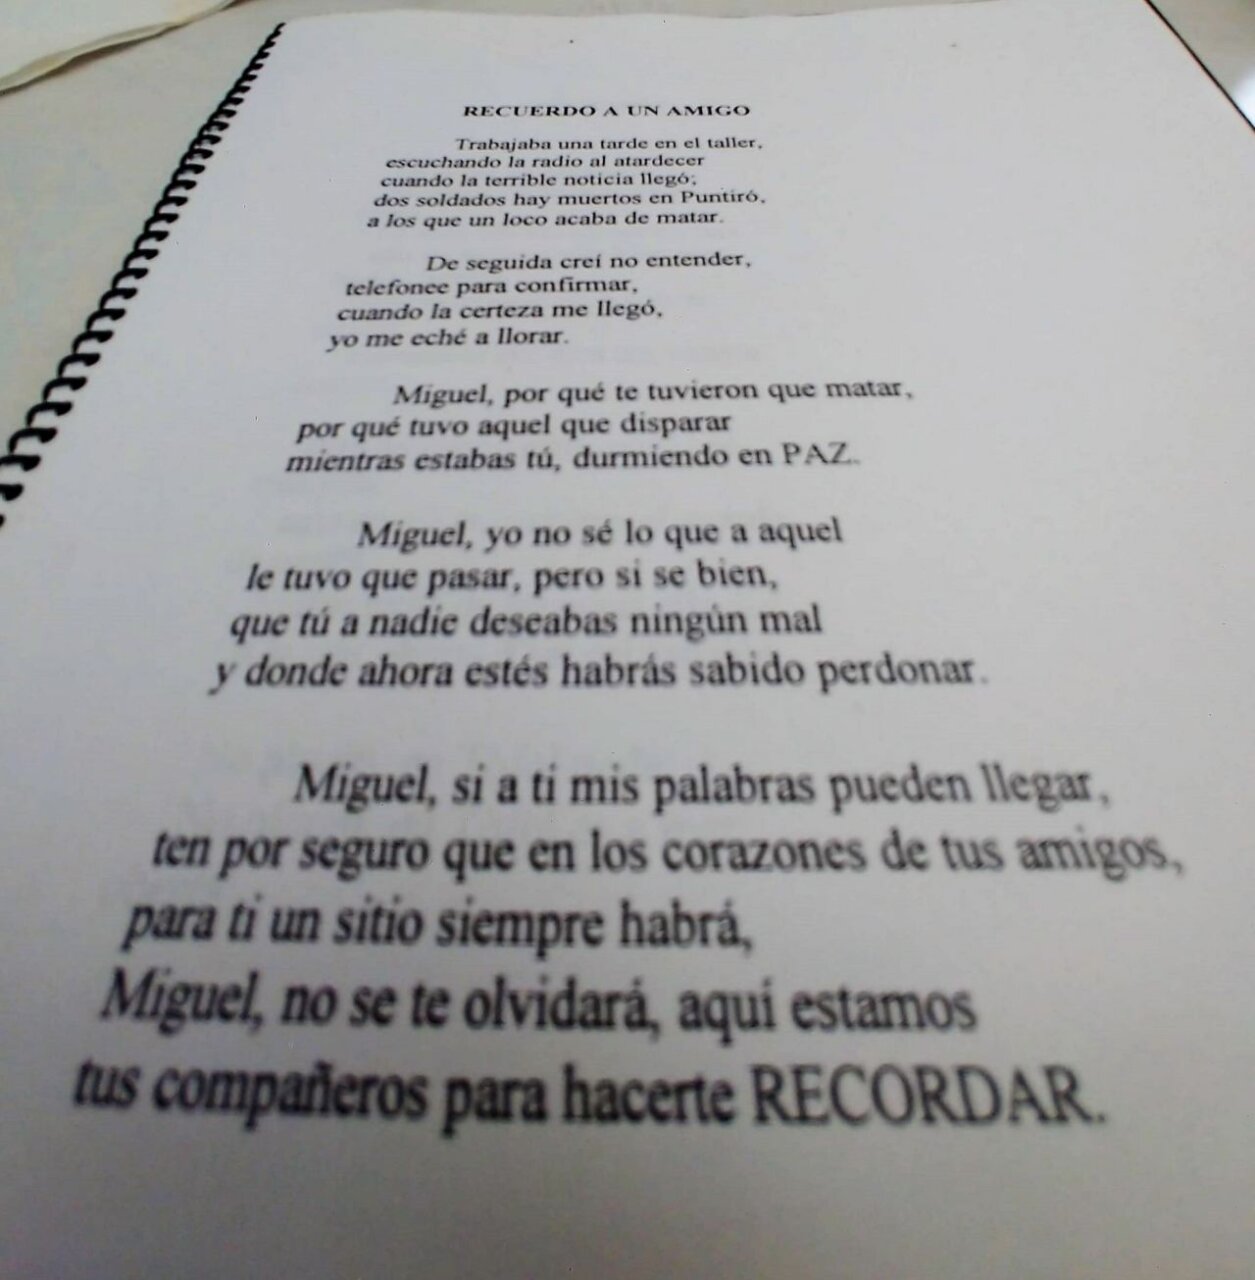 RECUERDO A UN AMIGO
Trabajaba una tarde en el taller,
escuchando la radio al atardecer
cuando la terrible noticia llegó;
dos soldados hay muertos en Puntiró,
a los que un loco acaba de matar.
De seguida creí no entender,
telefonee para confirmar,
cuando la certeza me llegó,
yo me eché a llorar.
Miguel, por qué te tuvieron que matar,
por qué tuvo aquel que disparar
mientras estabas tú, durmiendo en PAZ.
Miguel, yo no sé lo que a aquel
le tuvo que pasar, pero si se bien,
que tú a nadie deseabas ningún mal
y donde ahora estés habrás sabido perdonar.
Miguel, si a ti mis palabras pueden llegar,
ten por seguro que en los corazones de tus amigos,
para ti un sitio siempre habrá,
Miguel, no se te olvidará, aquí estamos
tus compañeros para hacerte RECORDAR.